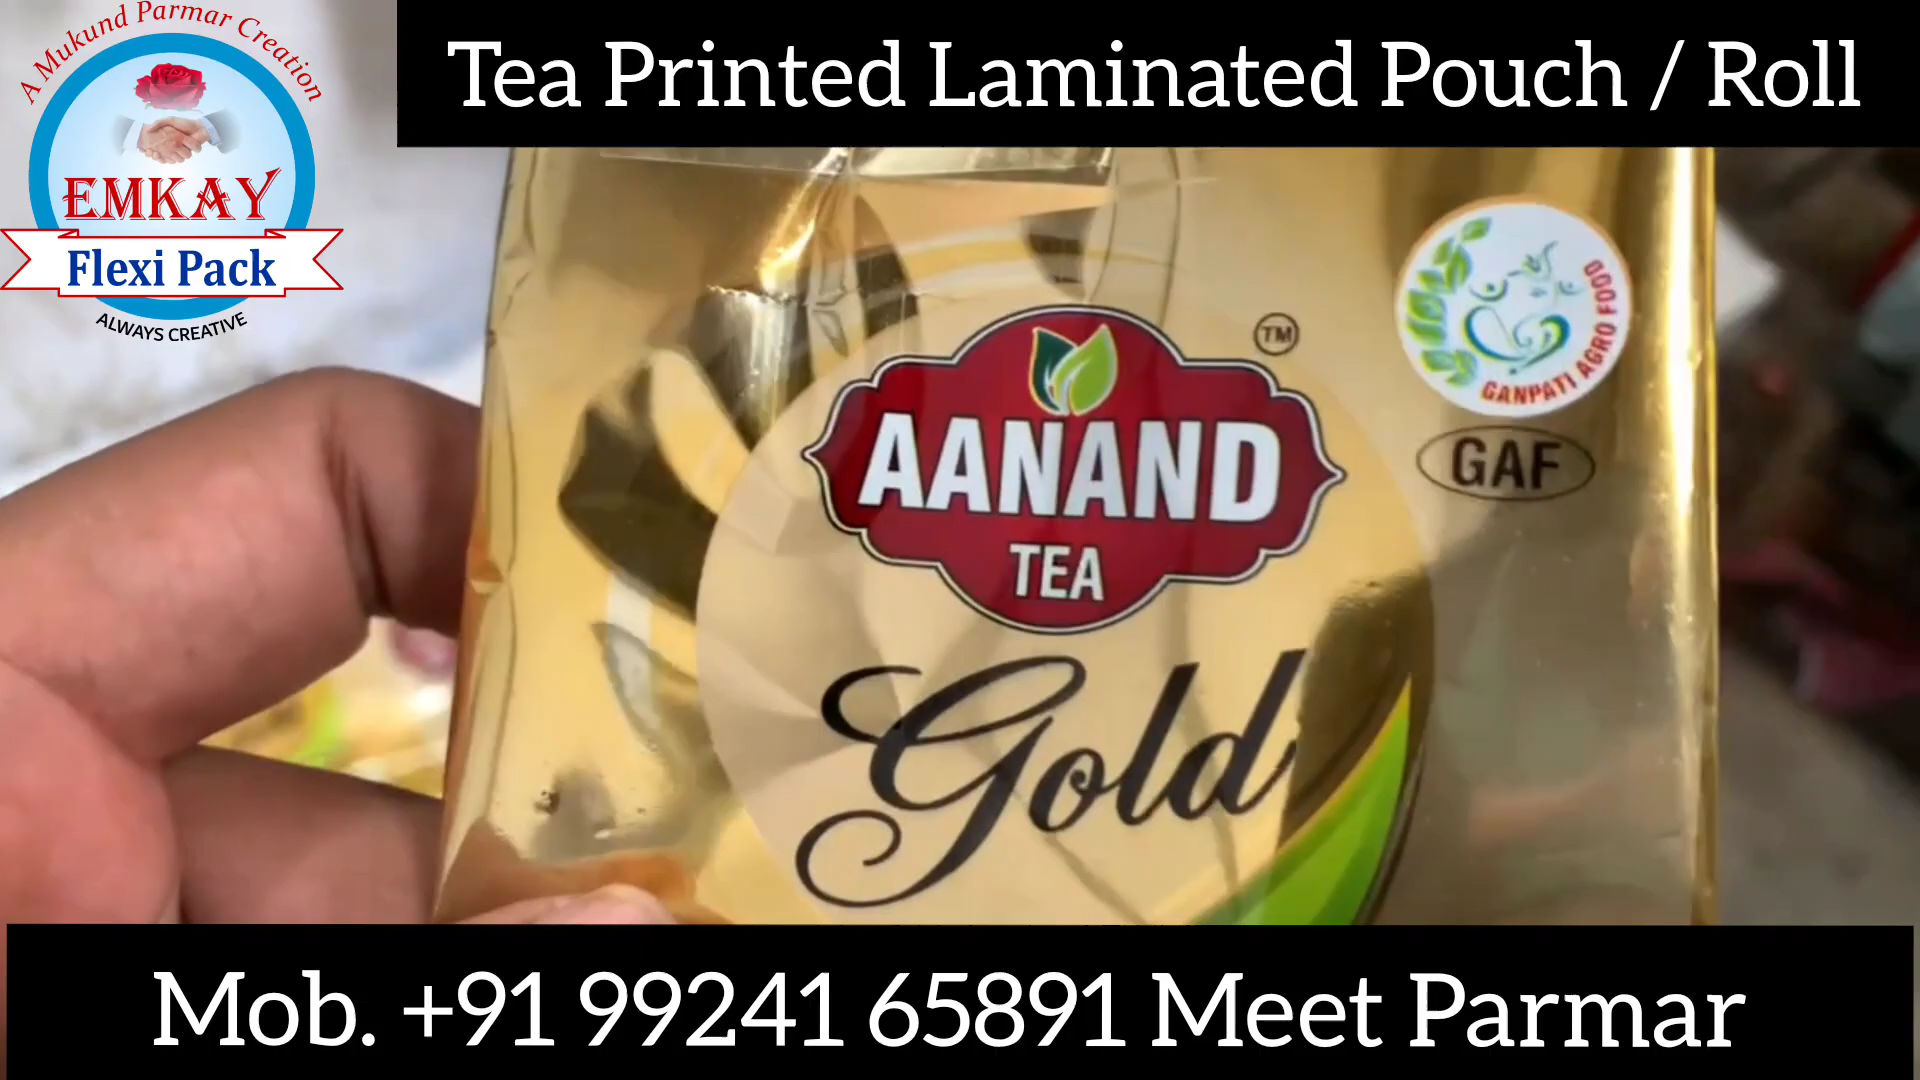 A Mukund Parmar Creation
EMKAY
Flexi Pack
ALWAYS CREATIVE
Tea Printed Laminated Pouch / Roll
AANAND
TEA
TM
Gold
GANPATI AGRO FOOD
GAF
Mob. +91 99241 65891 Meet Parmar